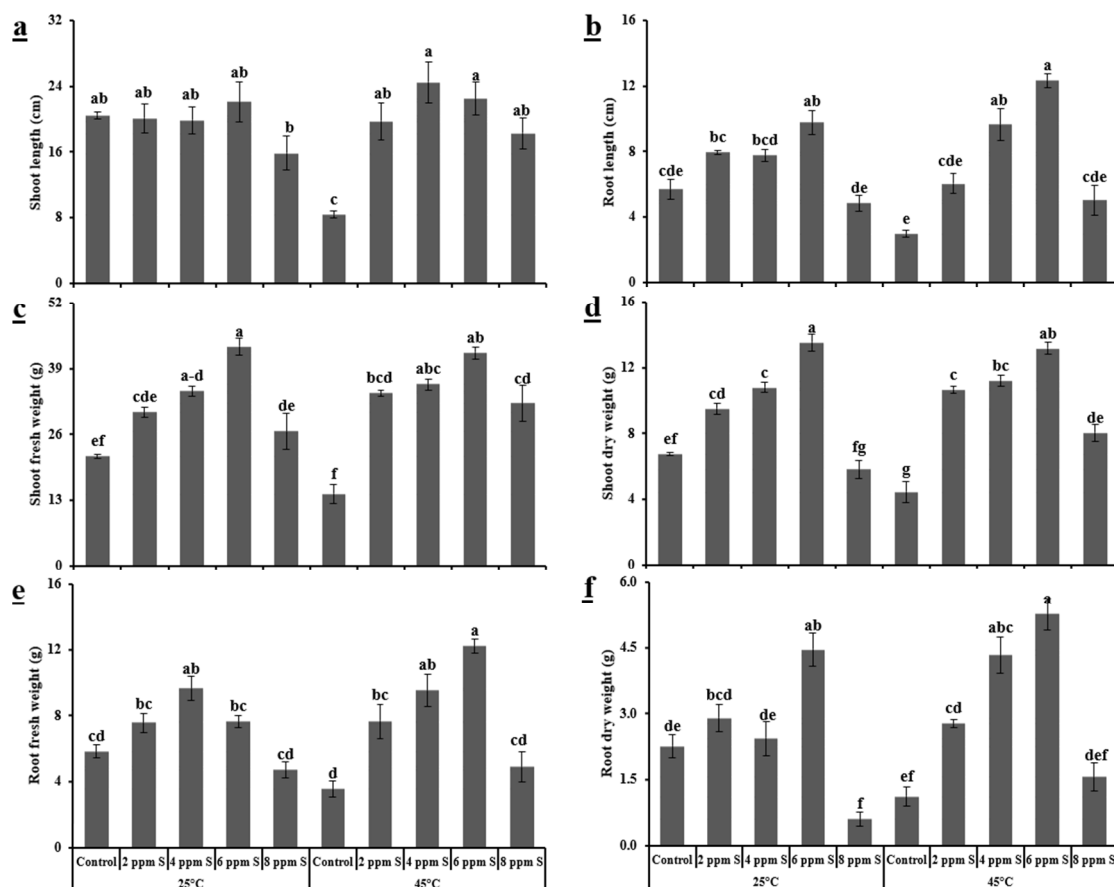 a
Shoot length (cm)
32
24
16
8
0
ab
ab
ab
ab
b
c
ab
a
a
ab
b
Root length (cm)
16
12
8
4
0
cde
bc
bcd
ab
de
e
cde
ab
a
cde
c
Shoot fresh weight (g)
52
39
26
13
0
ef
cde
a-d
a
de
f
bcd
abc
ab
cd
d
Shoot dry weight (g)
16
12
8
4
0
ef
cd
c
a
fg
g
c
bc
ab
de
e
Root fresh weight (g)
16
12
8
4
0
cd
bc
ab
bc
cd
d
bc
ab
a
cd
Control 2 ppm S 4 ppm S 6 ppm S 8 ppm S Control 2 ppm S 4 ppm S 6 ppm S 8 ppm S
25°C 45°C
f
Root dry weight (g)
6.0
4.5
3.0
1.5
0.0
de
bcd
de
ab
f
ef
cd
abc
a
def
Control 2 ppm S 4 ppm S 6 ppm S 8 ppm S Control 2 ppm S 4 ppm S 6 ppm S 8 ppm S
25°C 45°C